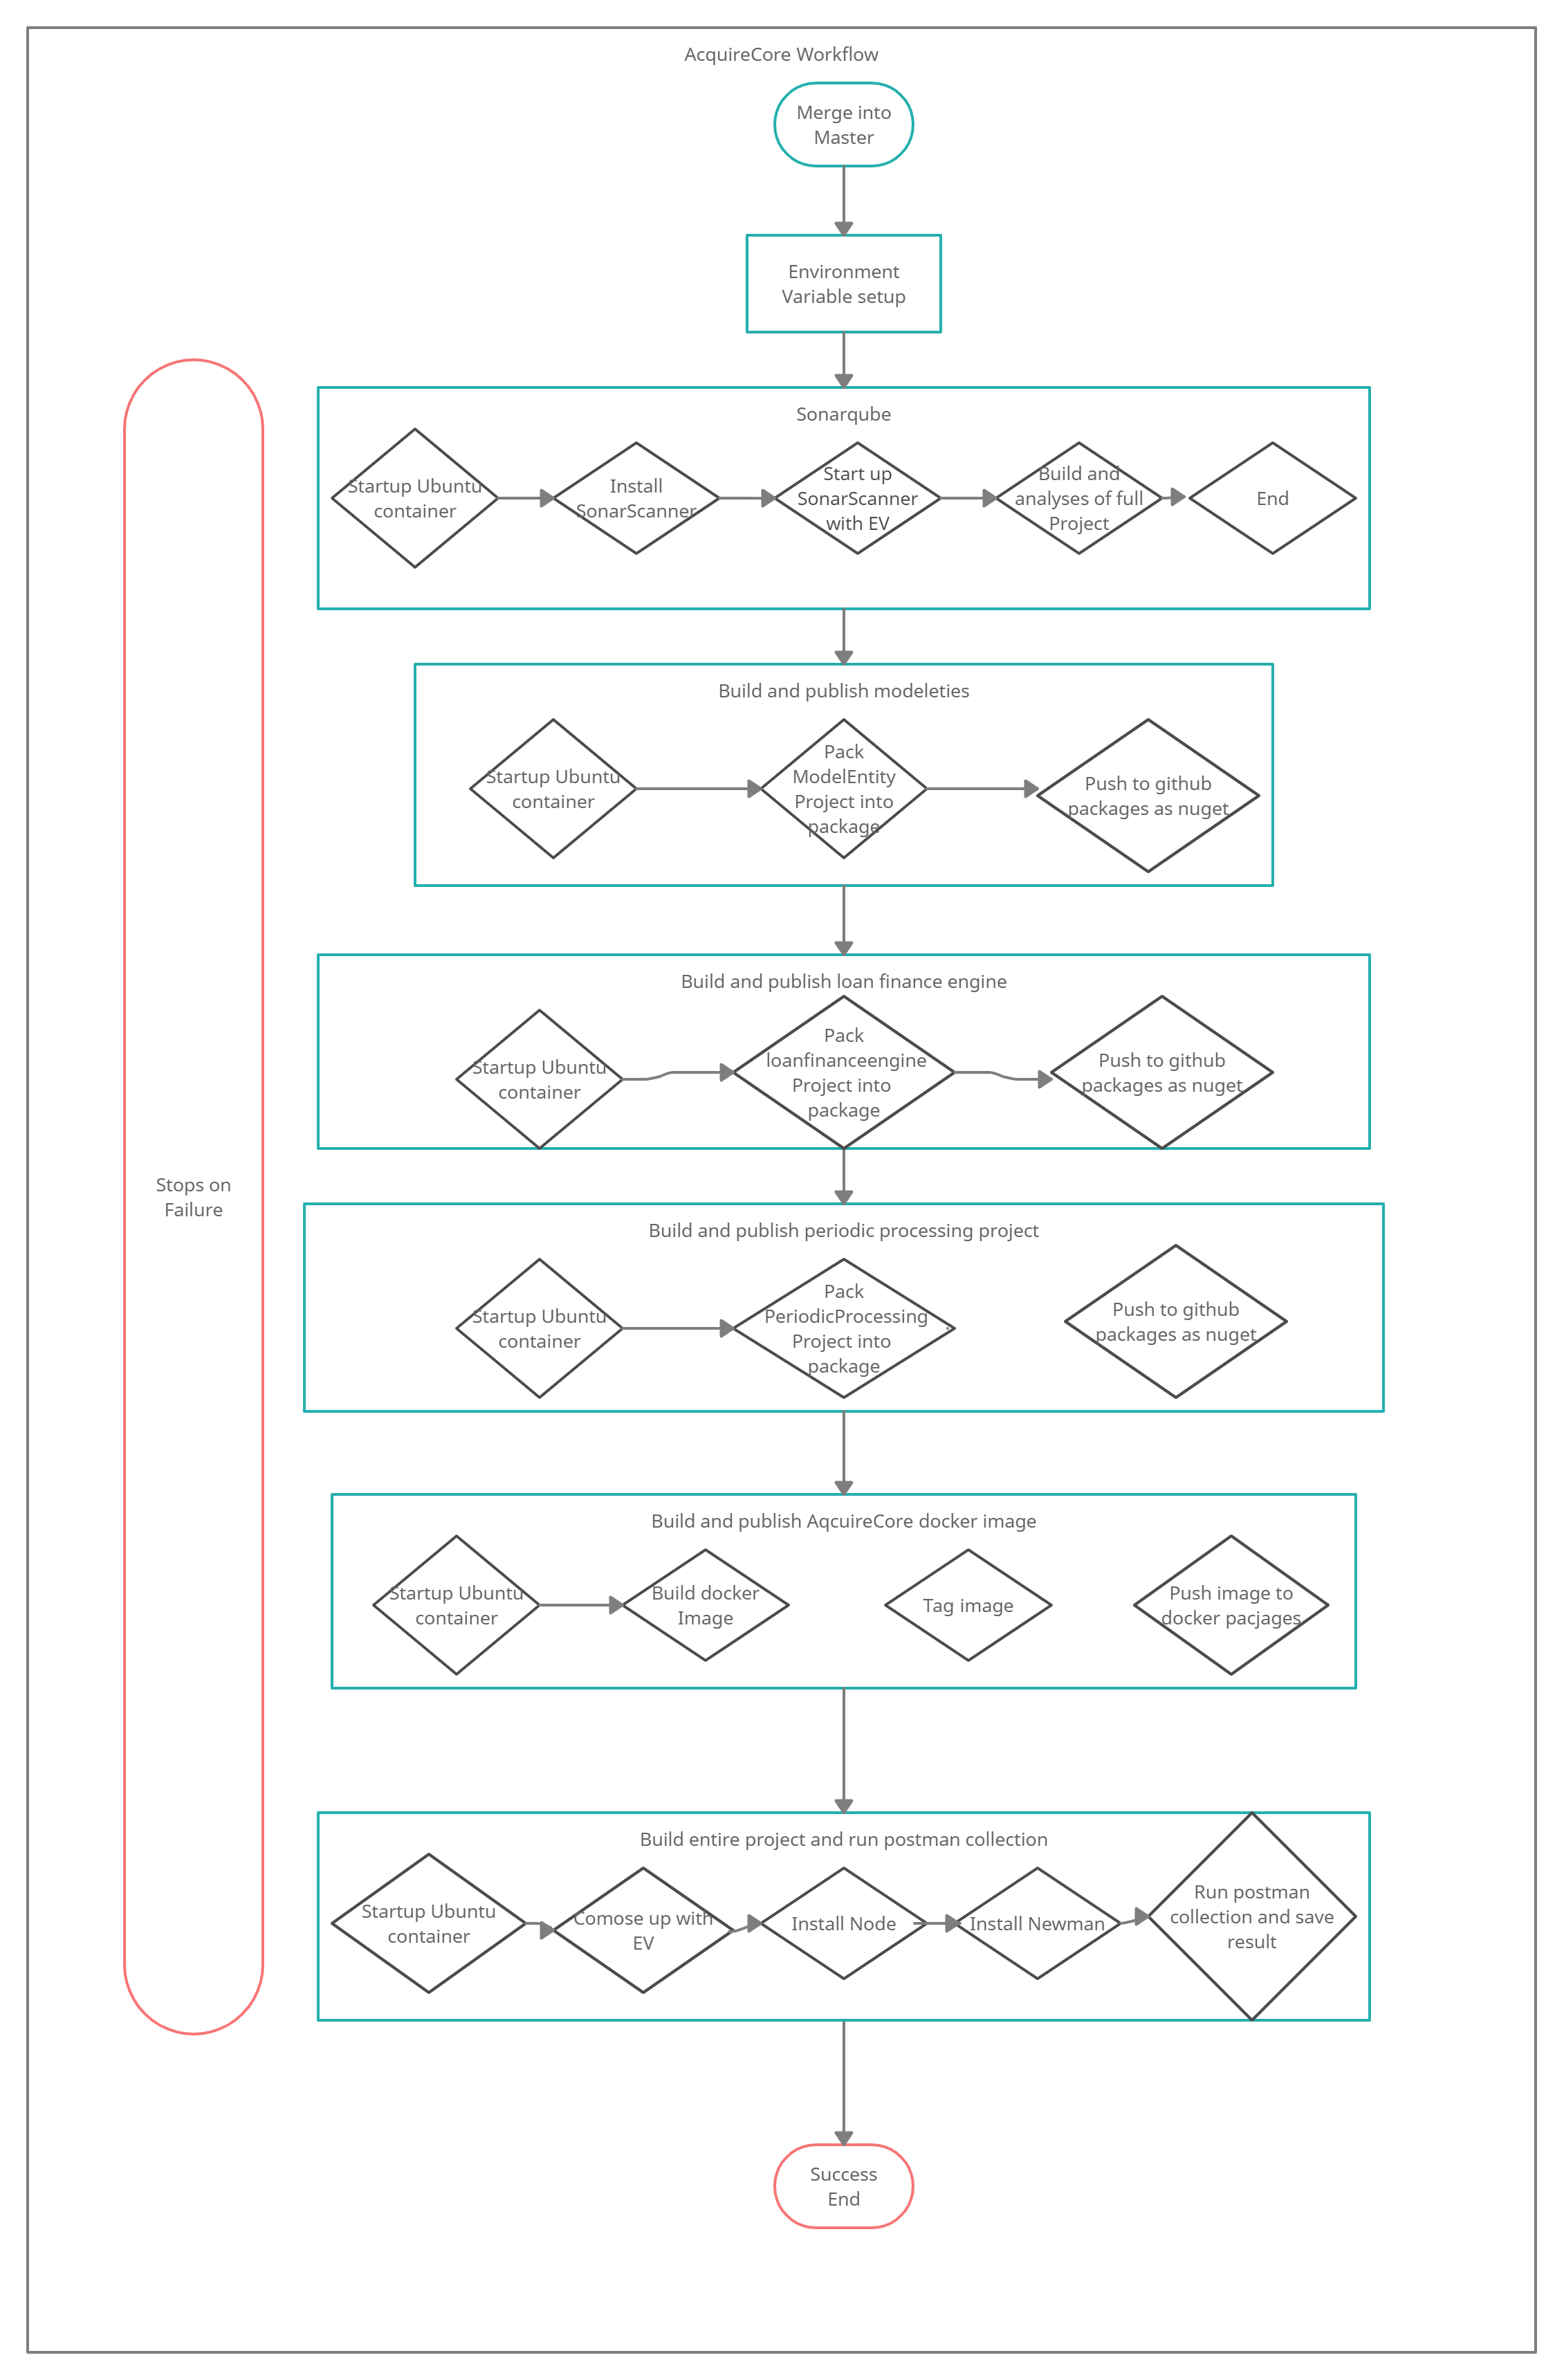 AcquireCore Workflow
Merge into
Master
Environment
Variable setup
Sonarqube
Startup Ubuntu
container
Install
SonarScanner
Start up
SonarScanner
with EV
Build and
analyses of full
Project
End
Build and publish modeleties
Startup Ubuntu
container
Pack
ModelEntity
Project into
package
Push to github
packages as nuget
Build and publish loan finance engine
Startup Ubuntu
container
Pack
loanfinanceengine
Project into
package
Push to github
packages as nuget
Stops on
Failure
Build and publish periodic processing project
Startup Ubuntu
container
Pack
PeriodicProcessing
Project into
package
Push to github
packages as nuget
Build and publish AqcuireCore docker image
Startup Ubuntu
container
Build docker
Image
Tag image
Push image to
docker pacjages
Build entire project and run postman collection
Startup Ubuntu
container
Comose up with
EV
Install Node
Install Newman
Run postman
collection and save
result
Success
End